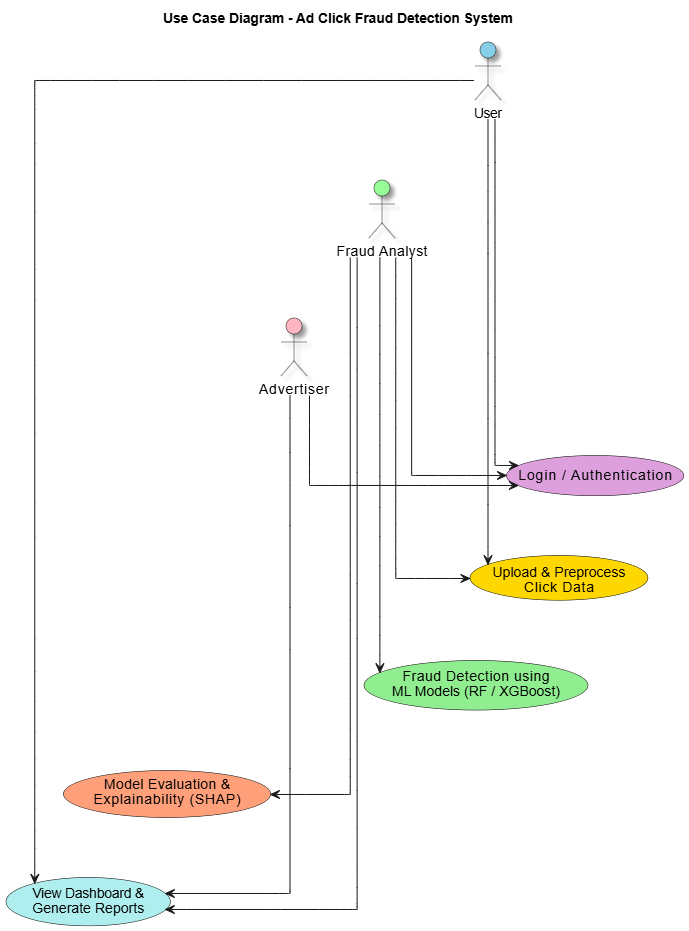 Use Case Diagram - Ad Click Fraud Detection System
User
Fraud Analyst
Advertiser
Login / Authentication
Upload & Preprocess
Click Data
Fraud Detection using
ML Models (RF / XGBoost)
Model Evaluation &
Explainability (SHAP)
View Dashboard &
Generate Reports